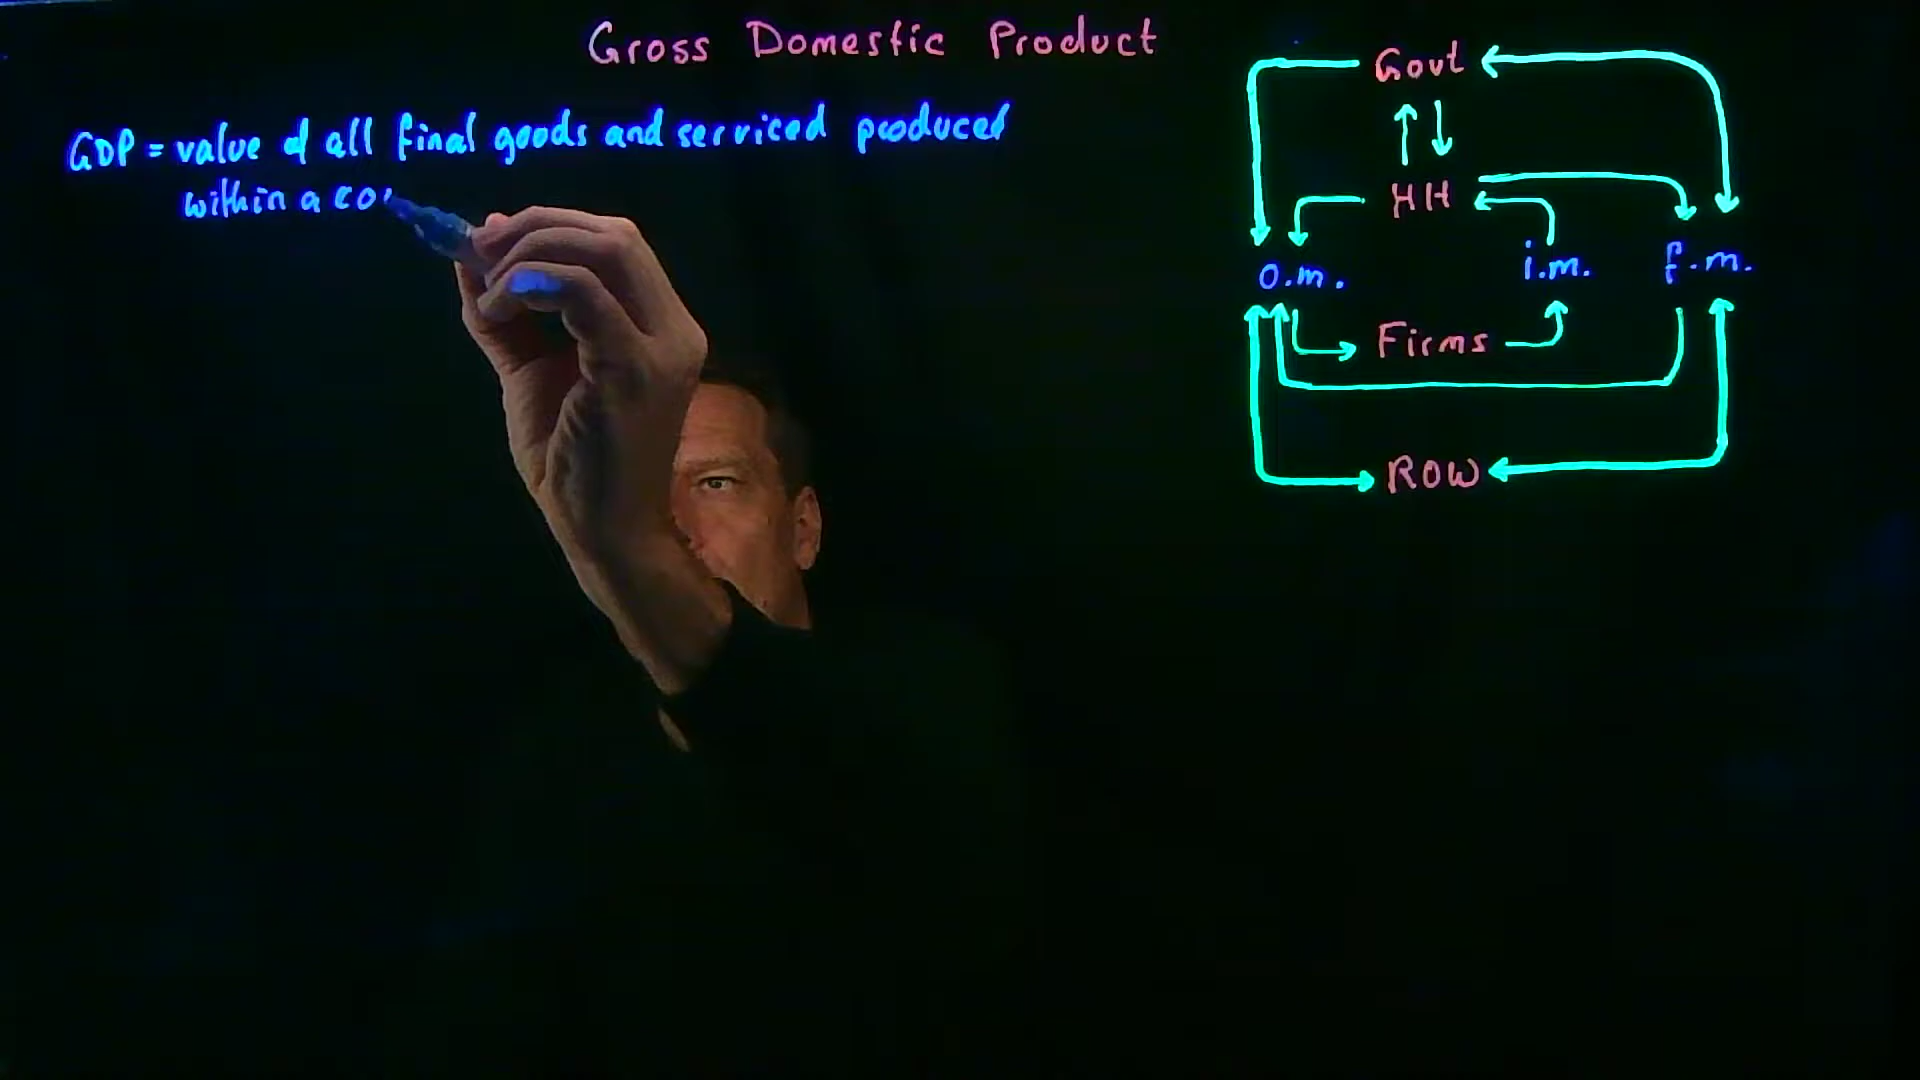 Gross Domestic Product
GDP = value of all final goods and serviced produced
within a co
Govt
HH
o.m.
i.m.
f.m.
Firms
ROW